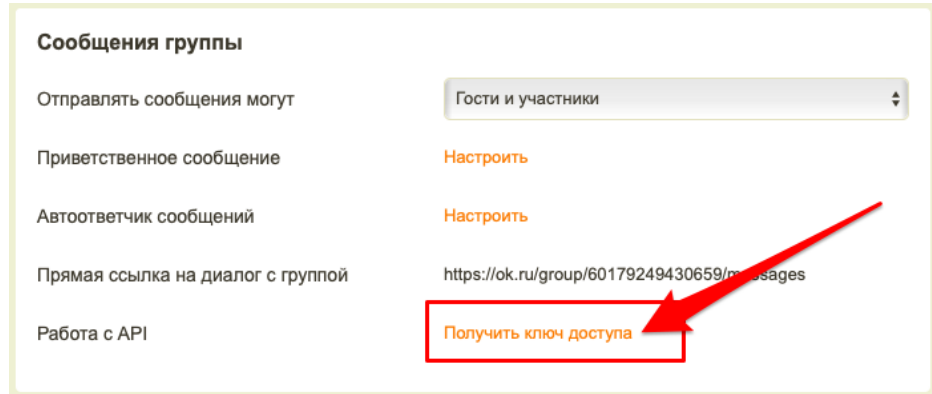 Сообщения группы
Отправлять сообщения могут Гости и участники
Приветственное сообщение Настроить
Автоответчик сообщений Настроить
Прямая ссылка на диалог с группой https://ok.ru/group/60179249430659/messages
Работа с API Получить ключ доступа